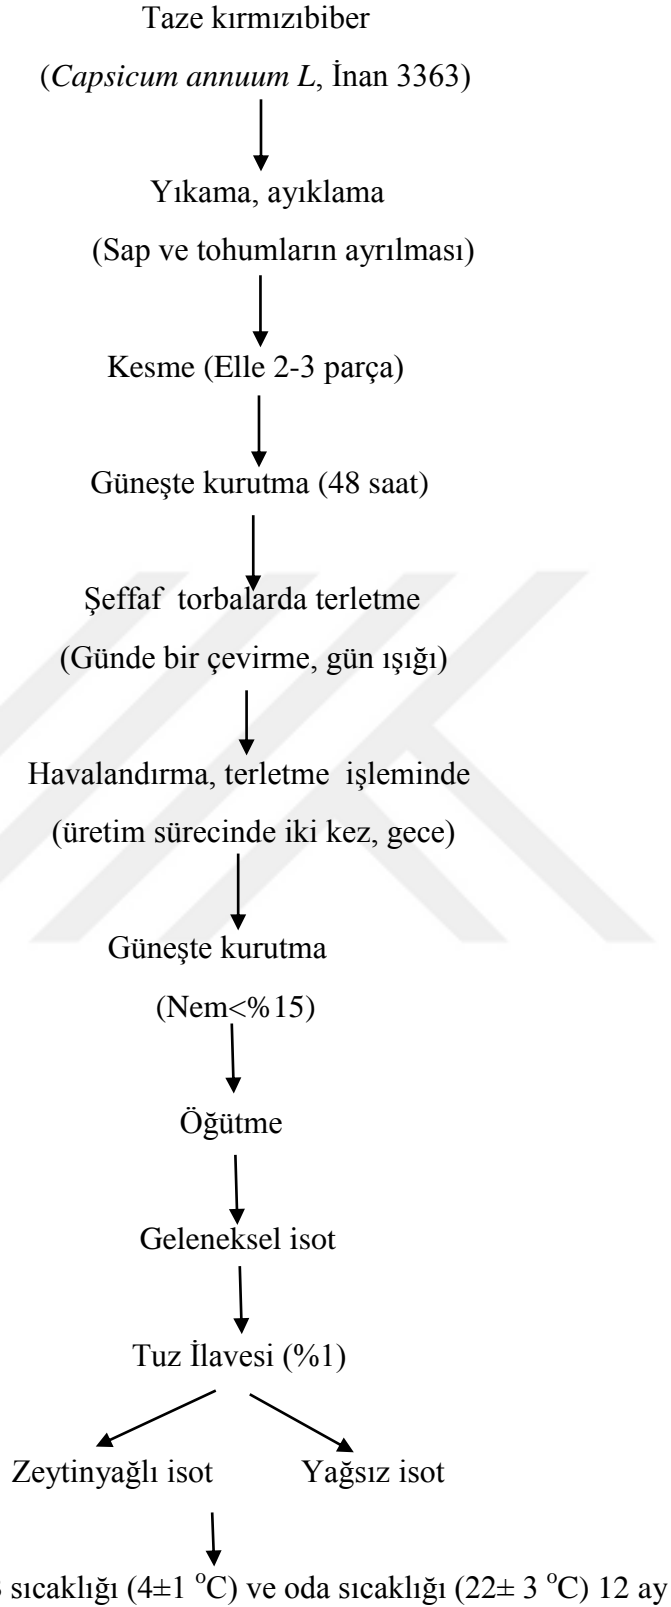 Taze kırmızıbiber
(Capsicum annuum L, İnan 3363)
Yıkama, ayıklama
(Sap ve tohumların ayrılması)
Kesme (Elle 2-3 parça)
Güneşte kurutma (48 saat)
Şeffaf torbalarda terletme
(Günde bir çevirme, gün ışığı)
Havalandırma, terletme işleminde
(üretim sürecinde iki kez, gece)
Güneşte kurutma
(Nem<%15)
Öğütme
Geleneksel isot
Tuz İlavesi (%1)
Zeytinyağlı isot Yağsız isot
sıcaklığı (4±1 °C) ve oda sıcaklığı (22± 3 °C) 12 ay